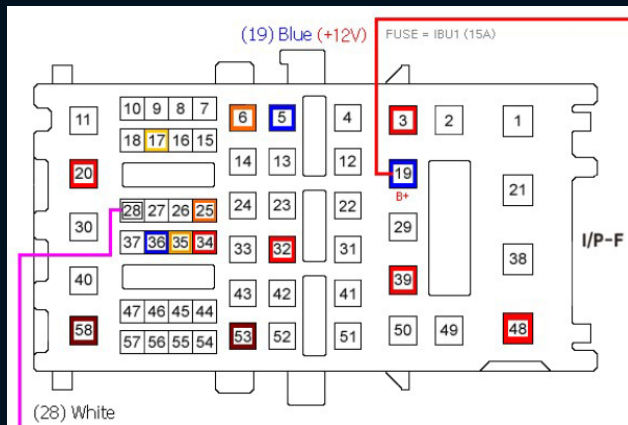 (19) Blue (+12V) FUSE = IBU1 (15A)
11 10 9 8 7 6 5 4 3 2 1
18 17 16 15
20 14 13 12 19 21
B+
28 27 26 25 24 23 22 29
30 I/P-F
37 36 35 34 33 32 31 38
40 43 42 41 39
47 46 45 44
58 57 56 55 54 53 52 51 50 49 48
(28) White